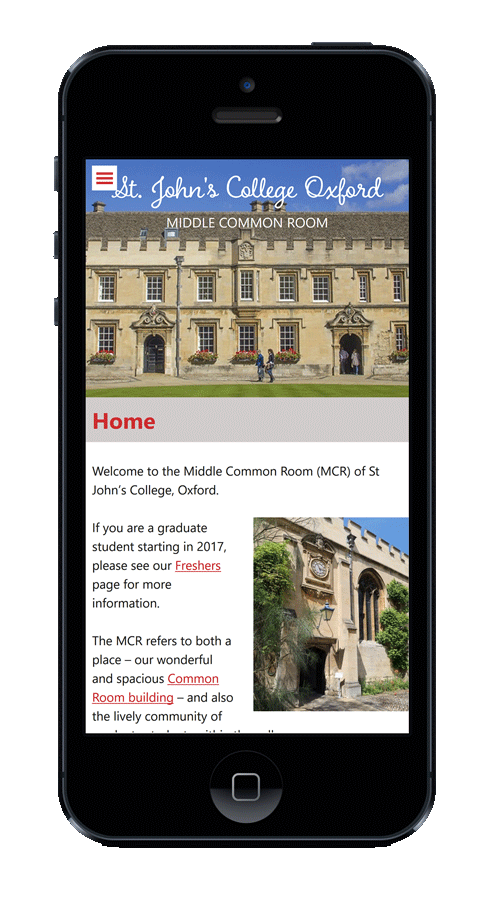 St. John's College Oxford
MIDDLE COMMON ROOM
Home
Welcome to the Middle Common Room (MCR) of St
John’s College, Oxford.
If you are a graduate
student starting in 2017,
please see our Freshers
page for more
information.
The MCR refers to both a
place – our wonderful
and spacious Common
Room building – and also
the lively community of